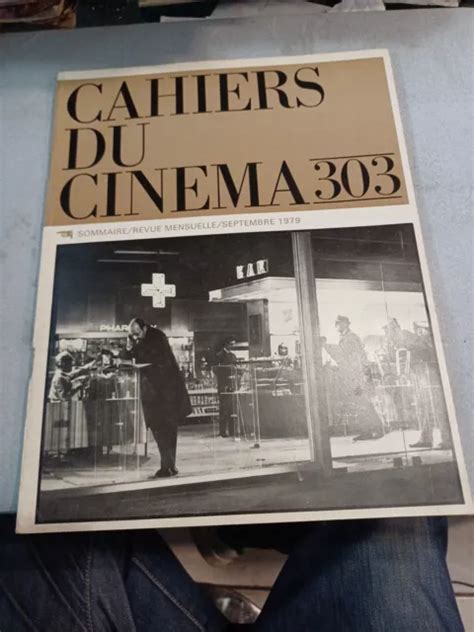 CAHIERS
DU
CINEMA 303
SOMMAIRE/REVUE MENSUELLE/SEPTEMBRE 1979